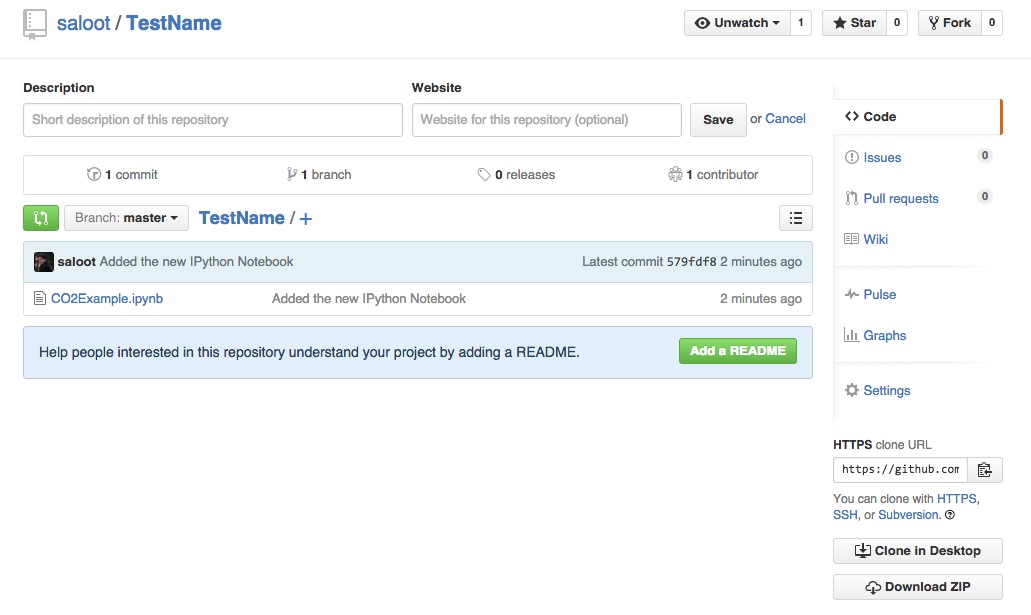 saloot / TestName
Unwatch 1
Star 0
Fork 0
Description
Website
Short description of this repository
Website for this repository (optional)
Save or Cancel
1 commit
1 branch
0 releases
1 contributor
Branch: master
TestName / +
saloot Added the new IPython Notebook
Latest commit 579fdf8 2 minutes ago
CO2Example.ipynb
Added the new IPython Notebook
2 minutes ago
Help people interested in this repository understand your project by adding a README.
Add a README
Code
Issues 0
Pull requests 0
Wiki
Pulse
Graphs
Settings
HTTPS clone URL
https://github.com
You can clone with HTTPS,
SSH, or Subversion.
Clone in Desktop
Download ZIP